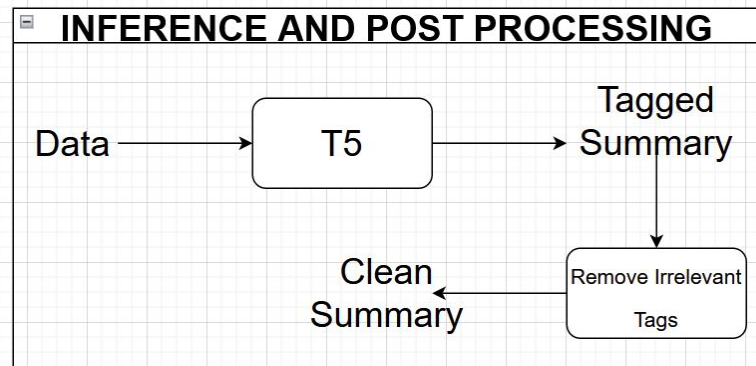 INFERENCE AND POST PROCESSING
Data
T5
Tagged
Summary
Clean
Summary
Remove Irrelevant
Tags